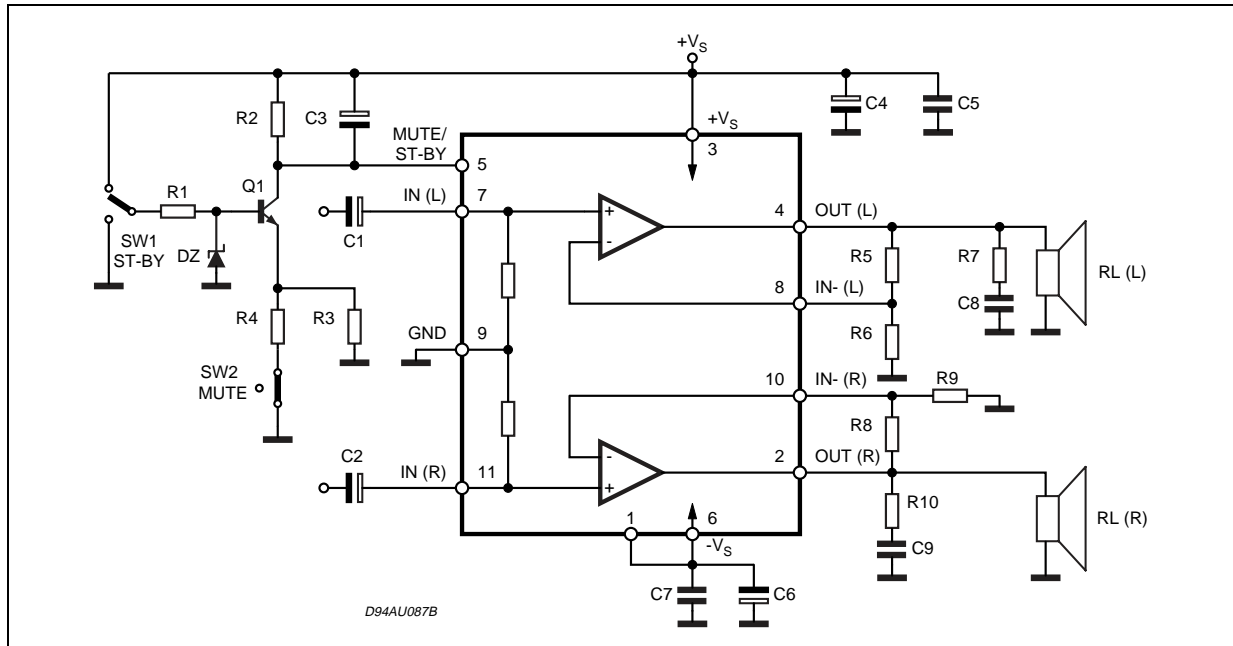 +VS
R2
C3
C4
C5
MUTE/
ST-BY
+VS
3
5
R1
Q1
IN (L)
7
4
OUT (L)
C1
SW1
ST-BY
DZ
R5
R7
RL (L)
8
IN- (L)
C8
R4
R3
GND
9
R6
SW2
MUTE
10
IN- (R)
R9
R8
C2
IN (R)
11
2
OUT (R)
R10
RL (R)
1
6
-VS
C9
C7
C6
D94AU087B
+
-
-
+